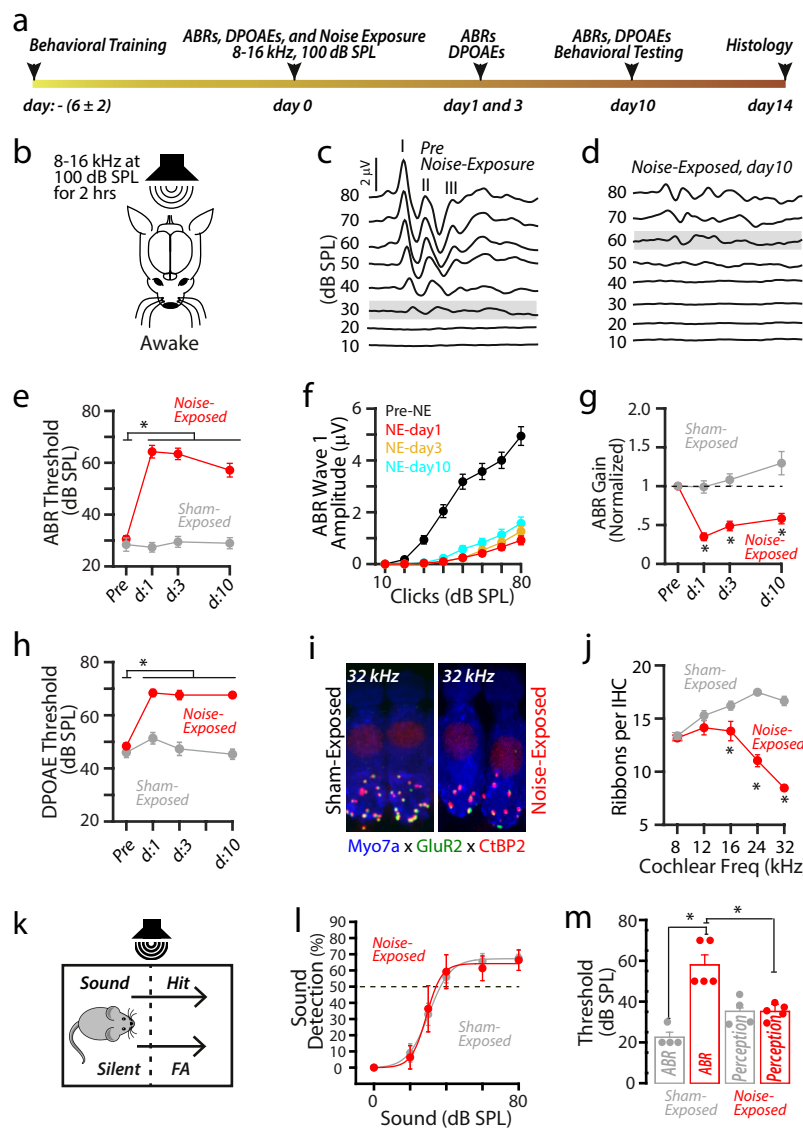 a
Behavioral Training
ABRs, DPOAEs, and Noise Exposure
8-16 kHz, 100 dB SPL
ABRs
DPOAEs
ABRs, DPOAEs
Behavioral Testing
Histology
day: - (6 ± 2)
day 0
day1 and 3
day10
day14
b
8-16 kHz at
100 dB SPL
for 2 hrs
Awake
c
2 μV
I
II
III
Pre
Noise-Exposure
80
70
60
50
40
30
20
10
(dB SPL)
d
Noise-Exposed, day10
80
70
60
50
40
30
20
10
e
ABR Threshold
(dB SPL)
80
60
40
20
*
Noise-
Exposed
Sham-
Exposed
Pre
d:1
d:3
d:10
f
ABR Wave 1
Amplitude (μV)
6
5
4
3
2
1
0
Pre-NE
NE-day1
NE-day3
NE-day10
10
80
Clicks (dB SPL)
g
ABR Gain
(Normalized)
2.0
1.5
1
0.5
0
Sham-
Exposed
* * *
Noise-
Exposed
Pre
d:1
d:3
d:10
h
DPOAE Threshold
(dB SPL)
80
60
40
20
*
Noise-
Exposed
Sham-
Exposed
Pre
d:1
d:3
d:10
i
Sham-Exposed
32 kHz
32 kHz
Noise-Exposed
Myo7a x GluR2 x CtBP2
j
Ribbons per IHC
20
15
10
5
Sham-
Exposed
Noise-
Exposed
* * *
8 12 16 24 32
Cochlear Freq (kHz
k
Sound
Hit
Silent
FA
l
Sound
Detection (%)
90
80
70
60
50
40
30
20
10
0
Noise-
Exposed
Sham-
Exposed
0
80
Sound (dB SPL)
m
Threshold
(dB SPL)
80
60
40
20
0
* *
ABR
ABR
Perception
Perception
Sham-
Exposed
Noise-
Exposed